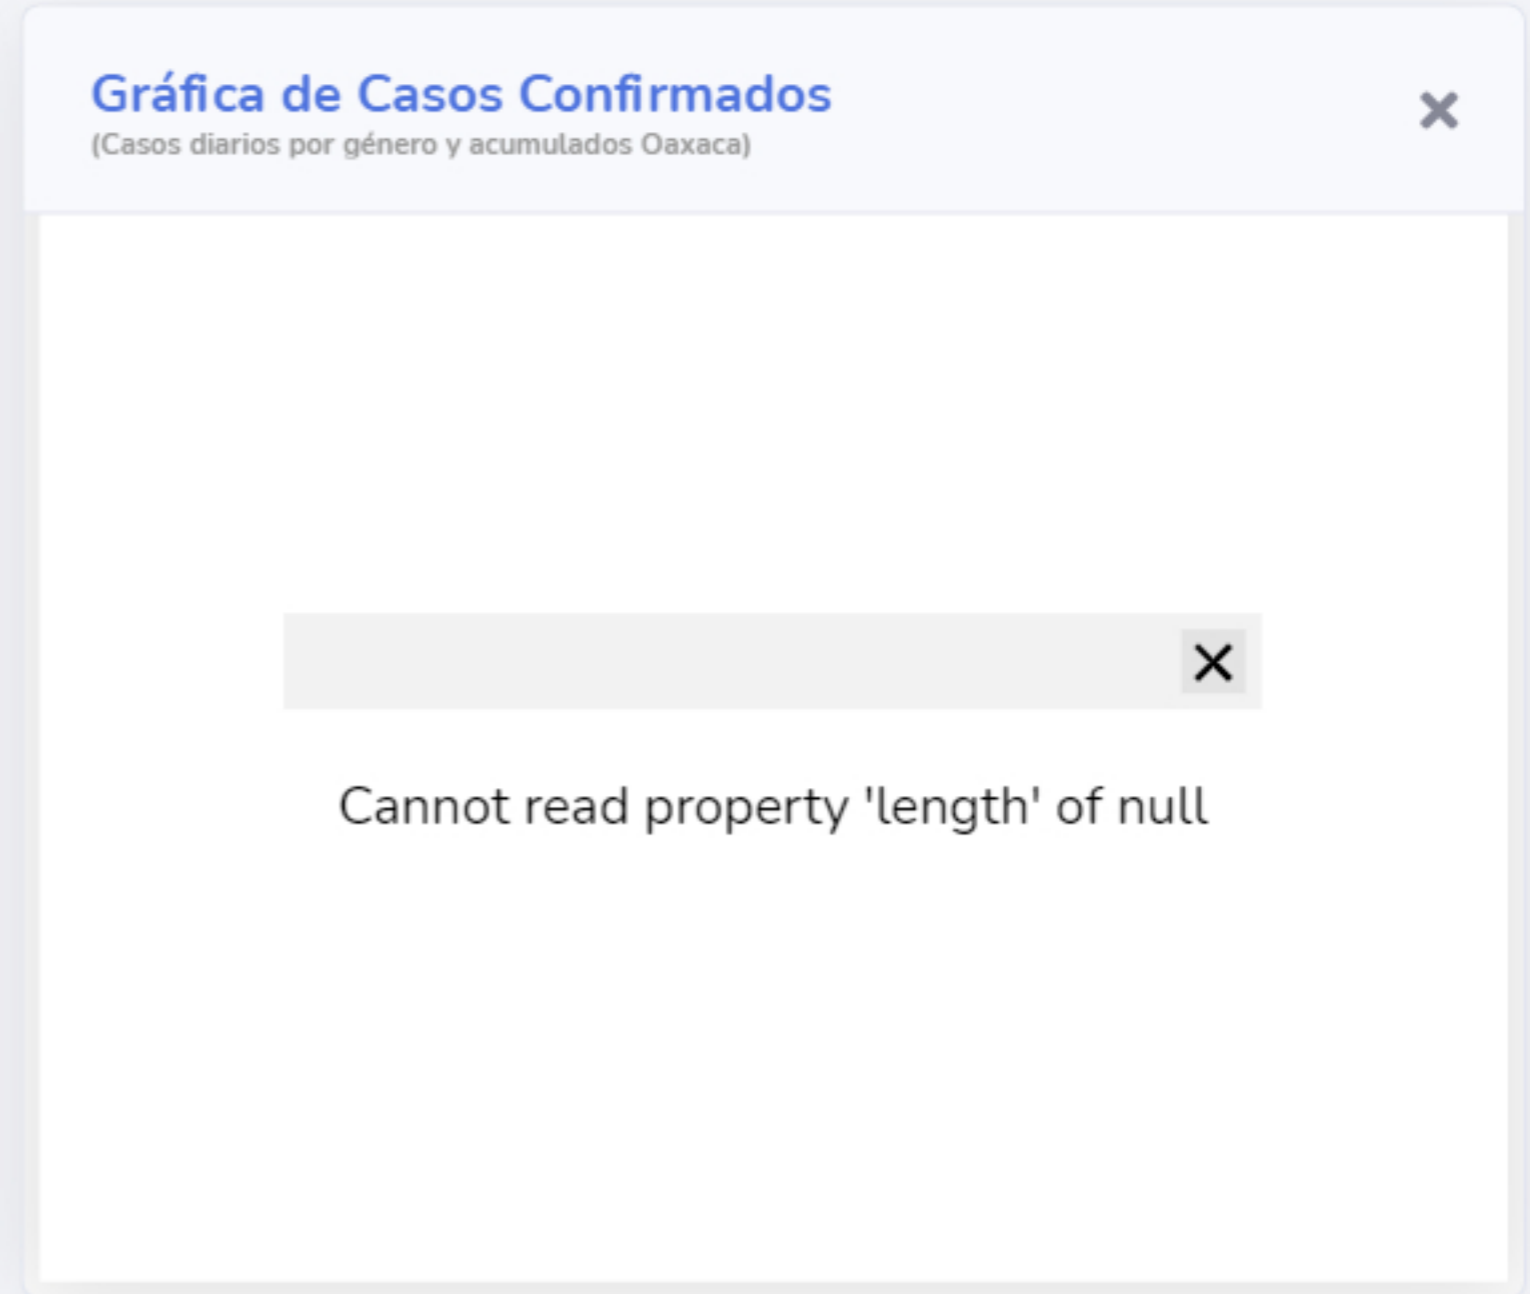 Gráfica de Casos Confirmados
(Casos diarios por género y acumulados Oaxaca)
Cannot read property 'length' of null